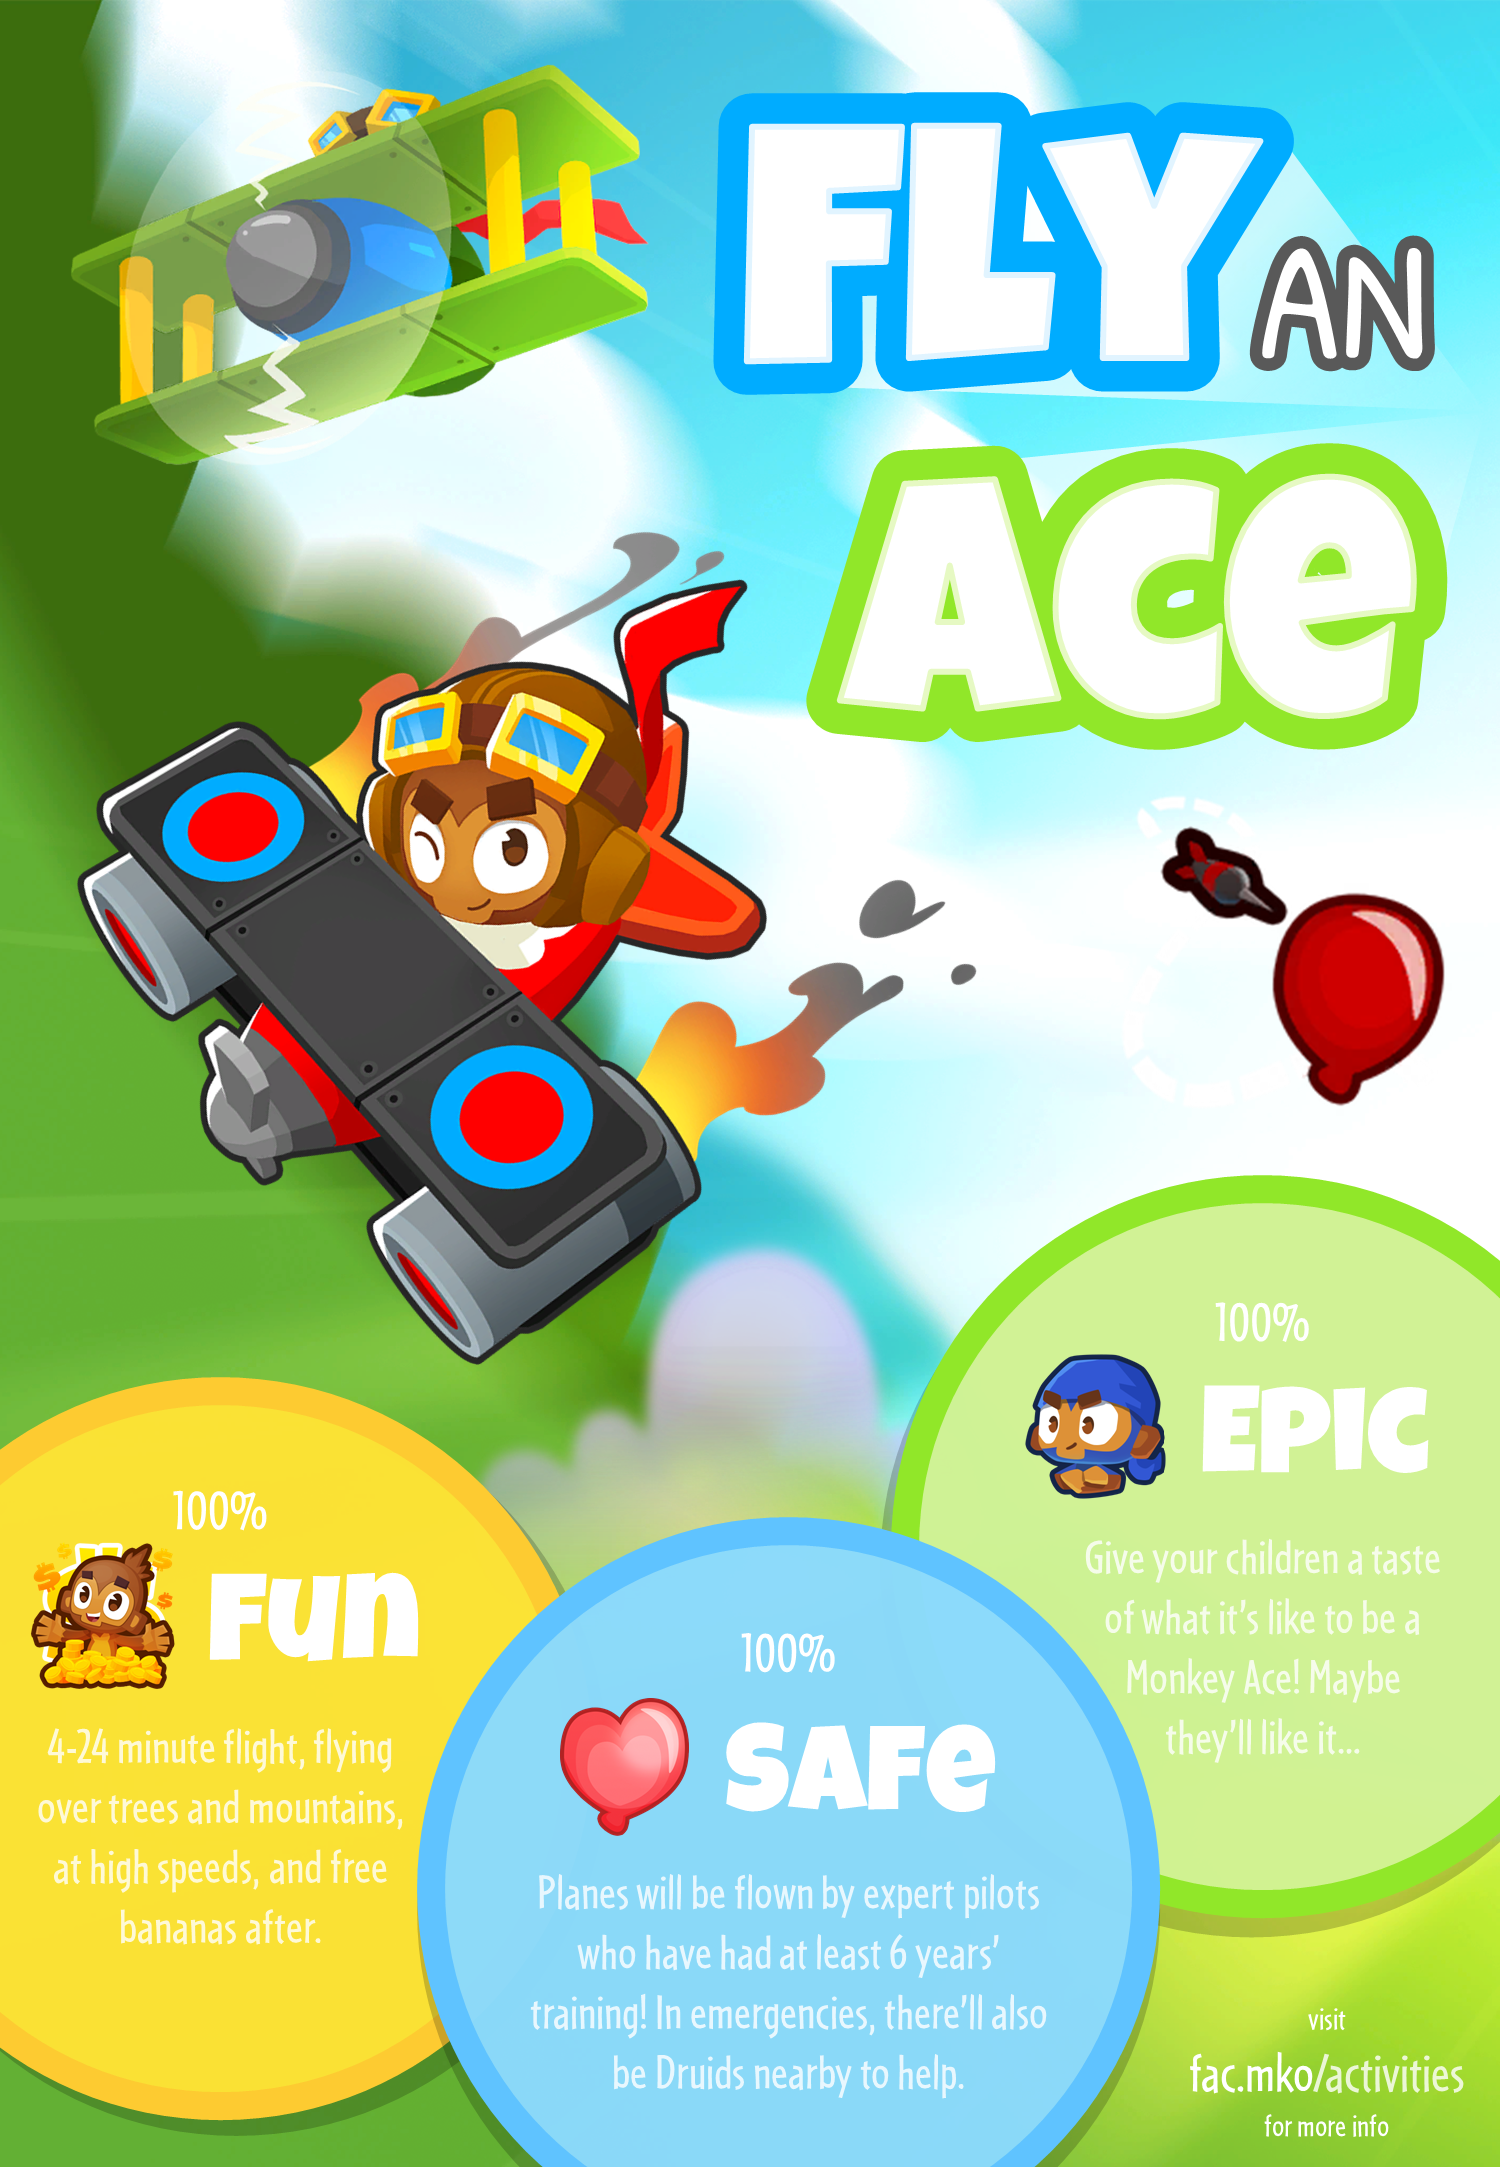 FLY AN
ACE
100%
EPIC
Give your children a taste
of what it's like to be a
Monkey Ace! Maybe
they'll like it...
100%
Fun
4-24 minute flight, flying
over trees and mountains,
at high speeds, and free
bananas after.
100%
SAFe
Planes will be flown by expert pilots
who have had at least 6 years'
training! In emergencies, there'll also
be Druids nearby to help.
visit
fac.mko/activities
for more info